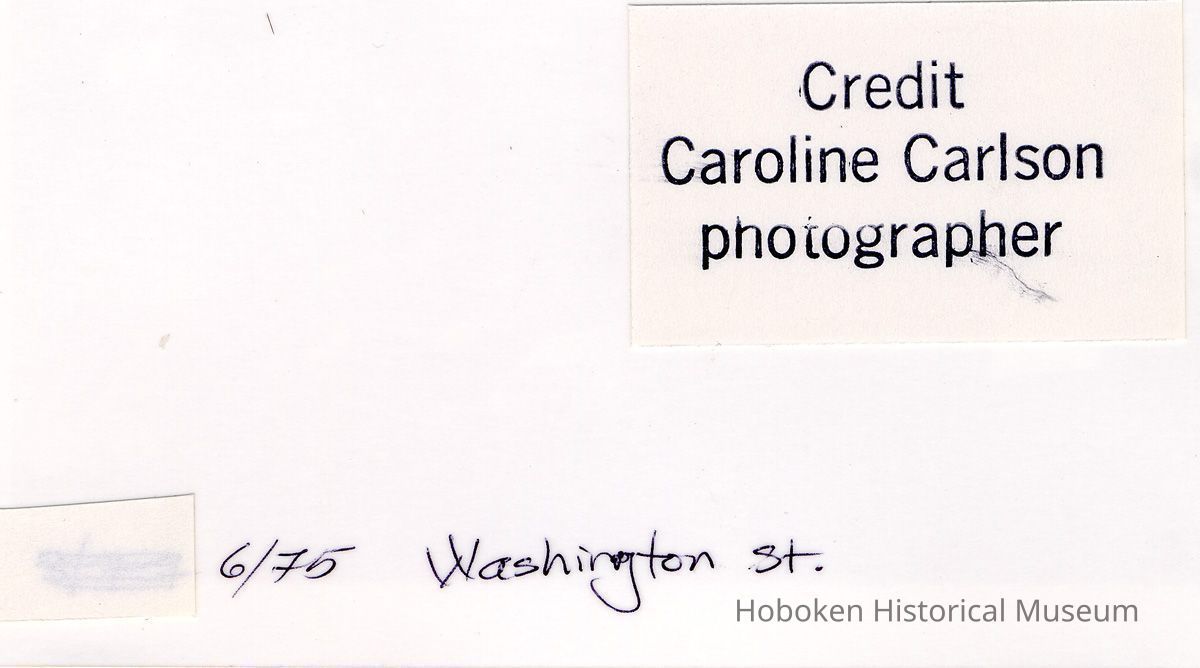 Credit
Caroline Carlson
photographer
6/75 Washington st.
Hoboken Historical Museum